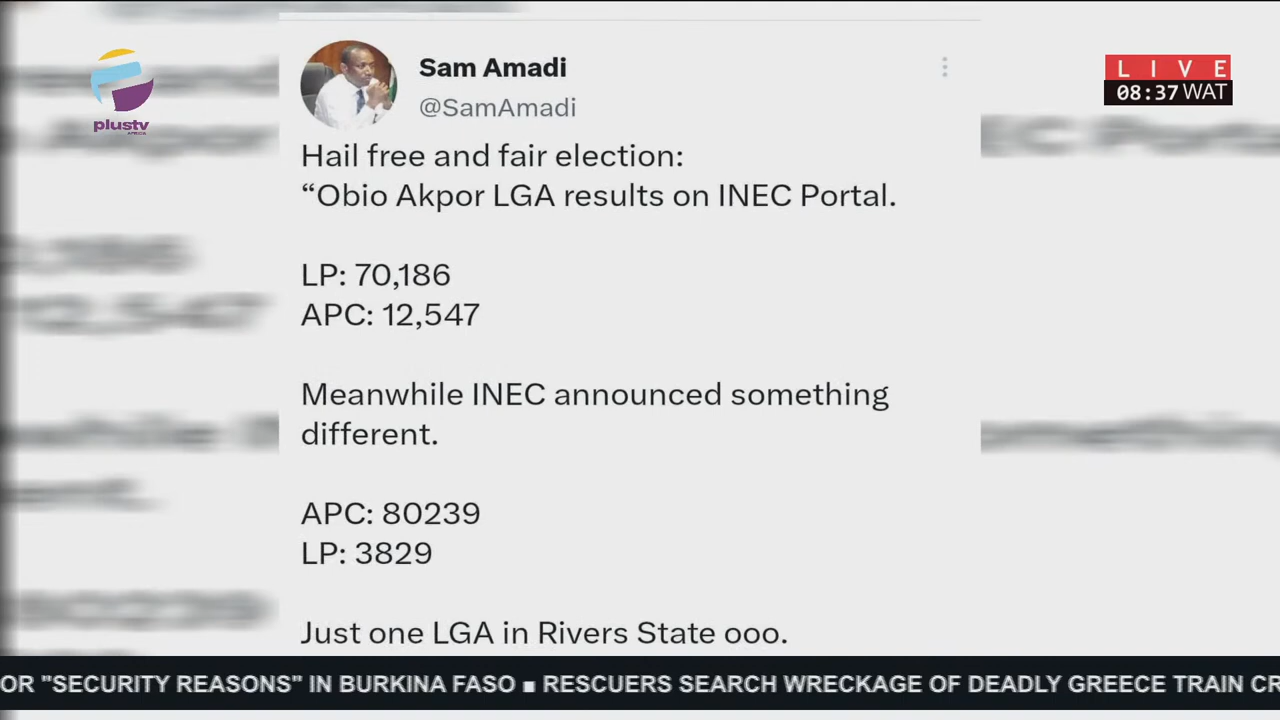 plustv
AFRICA
LIVE
08:37 WAT
Sam Amadi
@SamAmadi
Hail free and fair election:
“Obio Akpor LGA results on INEC Portal.
LP: 70,186
APC: 12,547
Meanwhile INEC announced something
different.
APC: 80239
LP: 3829
Just one LGA in Rivers State ooo.
OR "SECURITY REASONS" IN BURKINA FASO ■ RESCUERS SEARCH WRECKAGE OF DEADLY GREECE TRAIN CR